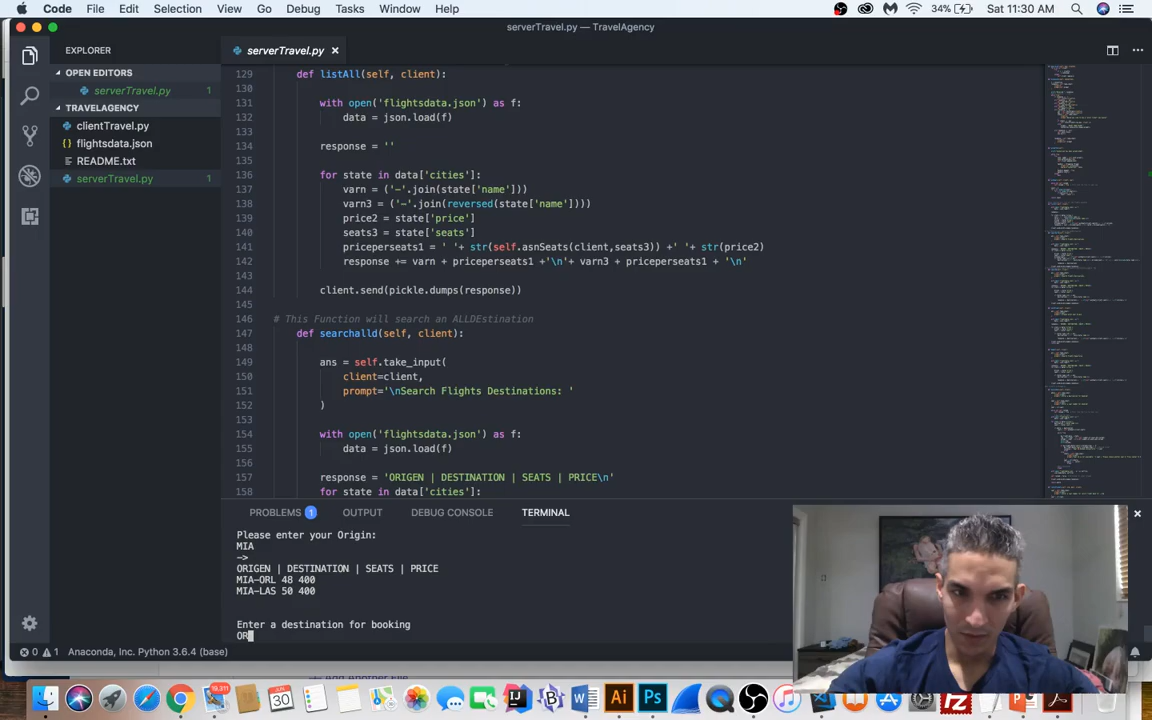 Code File Edit Selection View Go Debug Tasks Window Help 34% Sat 11:30 AM
serverTravel.py — TravelAgency
EXPLORER
OPEN EDITORS
serverTravel.py 1
TRAVELAGENCY
clientTravel.py
{} flightsdata.json
README.txt
serverTravel.py 1
serverTravel.py ×
129 def listAll(self, client):
130
131 with open('flightsdata.json') as f:
132 data = json.load(f)
133
134 response = ''
135
136 for state in data['cities']:
137 varn = ('-'.join(state['name']))
138 varn3 = ('-'.join(reversed(state['name'])))
139 price2 = state['price']
140 seats3 = state['seats']
141 priceperseats1 = ' '+ str(self.asnSeats(client,seats3)) +' '+ str(price2)
142 response += varn + priceperseats1 +'\n'+ varn3 + priceperseats1 + '\n'
143
144 client.send(pickle.dumps(response))
145
146 # This Function will search an ALLDEstination
147 def searchalld(self, client):
148
149 ans = self.take_input(
150 client=client,
151 prompt='\nSearch Flights Destinations: '
152 )
153
154 with open('flightsdata.json') as f:
155 data = json.load(f)
156
157 response = 'ORIGEN | DESTINATION | SEATS | PRICE\n'
158 for state in data['cities']:
PROBLEMS 1 OUTPUT DEBUG CONSOLE TERMINAL
Please enter your Origin:
MIA
->
ORIGEN | DESTINATION | SEATS | PRICE
MIA-ORL 48 400
MIA-LAS 50 400
Enter a destination for booking
OR
0 1 Anaconda, Inc. Python 3.6.4 (base)